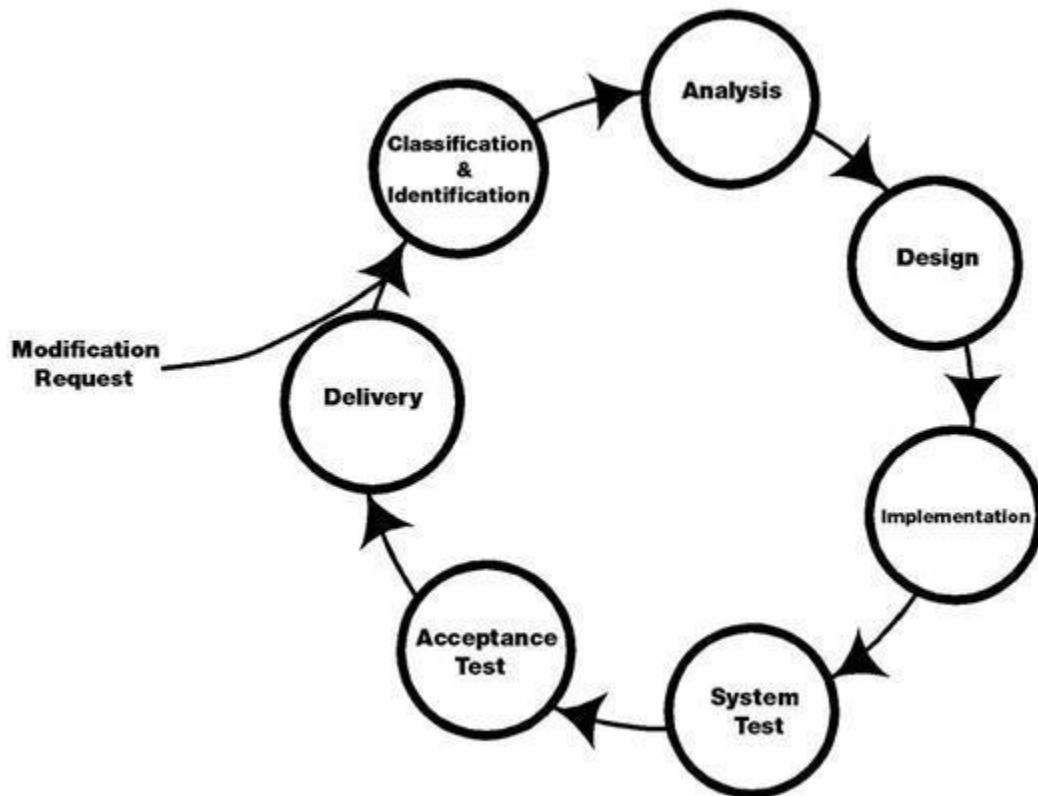 Modification
Request
Classification
&
Identification
Analysis
Design
Implementation
System
Test
Acceptance
Test
Delivery